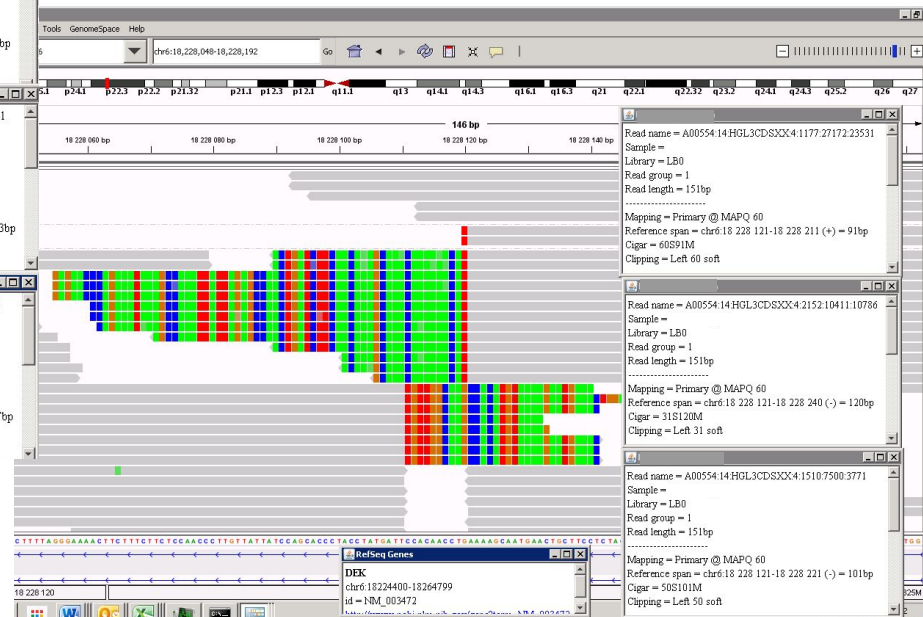 bp
Tools GenomeSpace Help
6
chr6:18,228,048-18,228,192
Go
5.1 p24.1 p22.3 p22.2 p21.32 p21.1 p12.3 p12.1 q11.1 q13 q14.1 q14.3 q16.1 q16.3 q21 q22.1 q22.32 q23.2 q24.1 q24.3 q25.2 q26 q27
1
146 bp
18 228 060 bp 18 228 080 bp 18 228 100 bp 18 228 120 bp 18 228 140 bp
Read name = A00554:14:HGL3CDSXX:4:1177:27172:23531
Sample =
Library = LB0
Read group = 1
Read length = 151bp
----------------------
Mapping = Primary @ MAPQ 60
Reference span = chr6:18 228 121-18 228 211 (+) = 91bp
Cigar = 60S91M
Clipping = Left 60 soft
3bp
Read name = A00554:14:HGL3CDSXX:4:2152:10411:10786
Sample =
Library = LB0
Read group = 1
Read length = 151bp
----------------------
Mapping = Primary @ MAPQ 60
Reference span = chr6:18 228 121-18 228 240 (-) = 120bp
Cigar = 31S120M
Clipping = Left 31 soft
7bp
Read name = A00554:14:HGL3CDSXX:4:1510:7500:3771
Sample =
Library = LB0
Read group = 1
Read length = 151bp
----------------------
Mapping = Primary @ MAPQ 60
Reference span = chr6:18 228 121-18 228 221 (-) = 101bp
Cigar = 50S101M
Clipping = Left 50 soft
CTTTTAGGGAAAACTTCTTTCTTCTCCAACCCTTGTTATTATCCAGCACCCTACCTATGATTCCACAACCTGAAAAGCAATGAACTGCTTCCTCTA
TGG
RefSeq Genes
DEK
chr6:18224400-18264799
id = NM_003472
18 228 120
825M